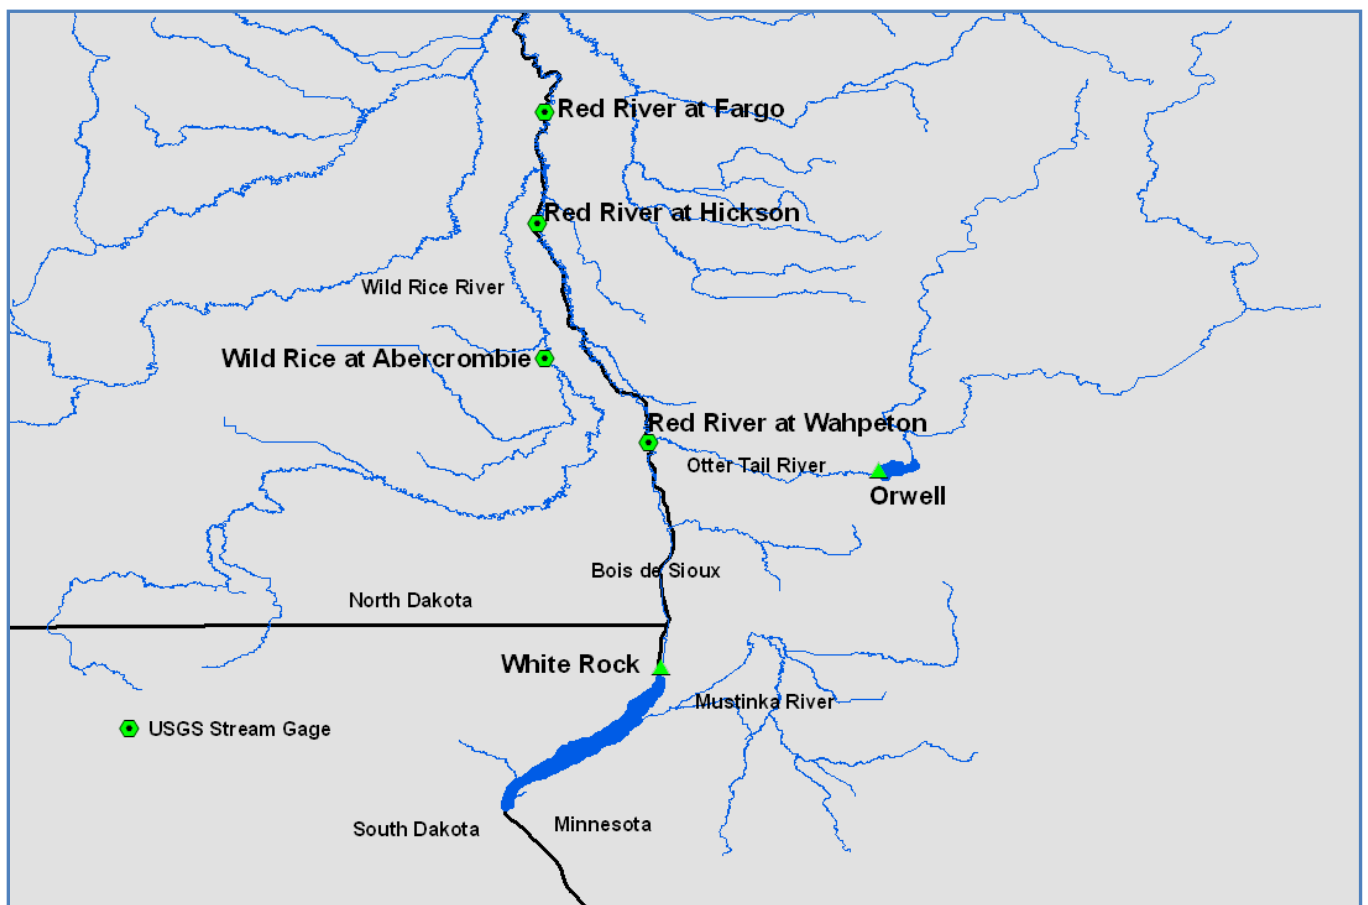 Red River at Fargo
Red River at Hickson
Wild Rice River
Wild Rice at Abercrombie
Red River at Wahpeton
Otter Tail River
Orwell
Bois de Sioux
North Dakota
White Rock
Mustinka River
USGS Stream Gage
South Dakota
Minnesota